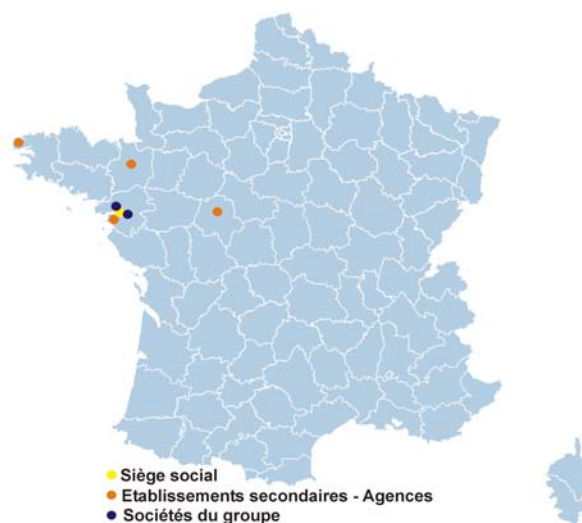 Siège social
Etablissements secondaires - Agences
Sociétés du groupe